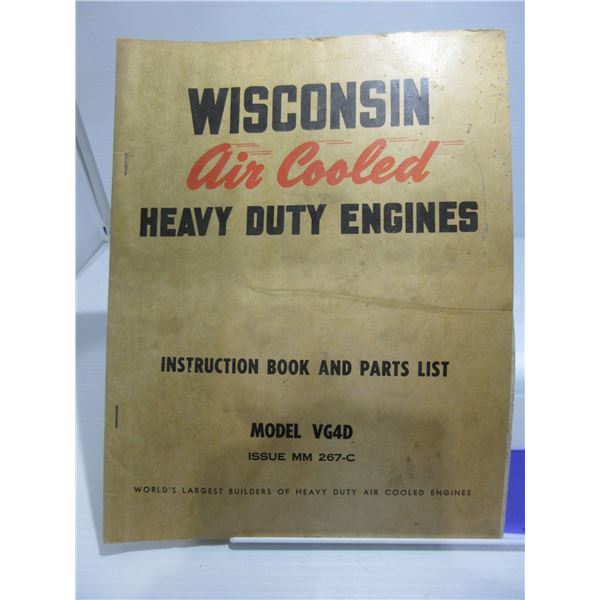 WISCONSIN
Air Cooled
HEAVY DUTY ENGINES
INSTRUCTION BOOK AND PARTS LIST
MODEL VG4D
ISSUE MM 267-C
WORLD'S LARGEST BUILDERS OF HEAVY DUTY AIR COOLED ENGINES